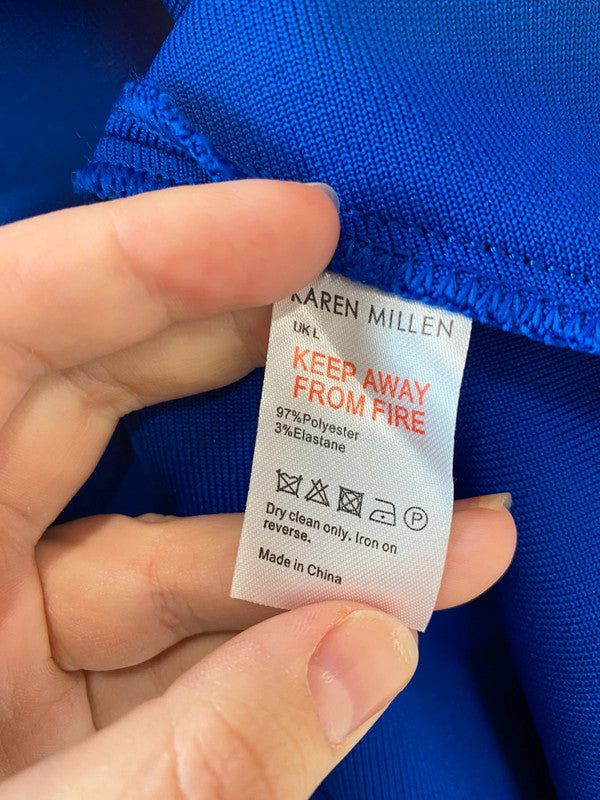 KAREN MILLEN
UK L
KEEP AWAY
FROM FIRE
97%Polyester
3%Elastane
P
Dry clean only. Iron on
reverse.
Made in China